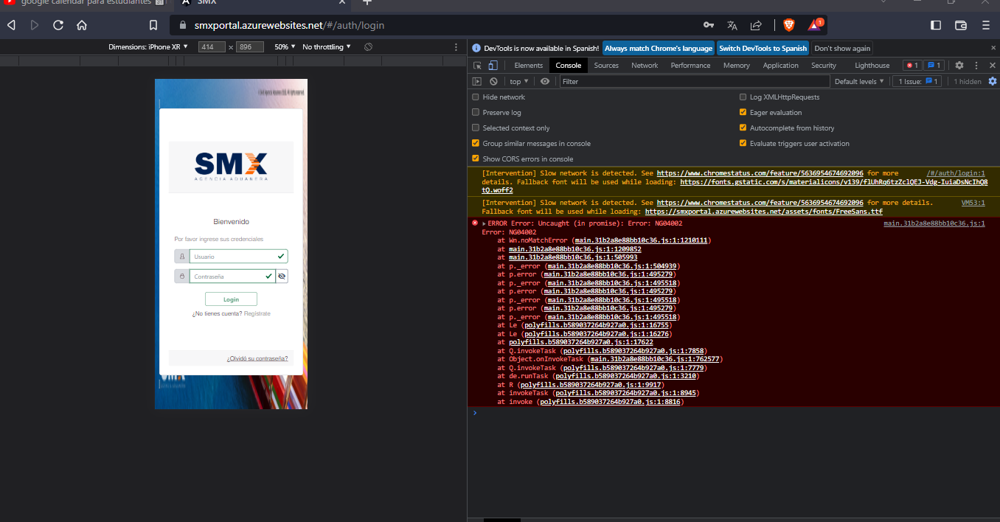 google calendar para estudiantes
SMX
smxportal.azurewebsites.net/#/auth/login
1
Dimensions: iPhone XR 414 × 896 50% No throttling
DevTools is now available in Spanish! Always match Chrome's language Switch DevTools to Spanish Don't show again
Elements Console Sources Network Performance Memory Application Security Lighthouse 1 1
top Filter Default levels 1 Issue: 1 1 hidden
Hide network Log XMLHttpRequests
Preserve log Eager evaluation
Selected context only Autocomplete from history
Group similar messages in console Evaluate triggers user activation
Show CORS errors in console
[Intervention] Slow network is detected. See https://www.chromestatus.com/feature/5636954674692096 for more /#/auth/login:1
details. Fallback font will be used while loading: https://fonts.gstatic.com/s/materialicons/v139/flUhRq6tzZclQEJ-Vdg-IuiaDsNcIhQ8
tQ.woff2
[Intervention] Slow network is detected. See https://www.chromestatus.com/feature/5636954674692096 for more details. VM53:1
Fallback font will be used while loading: https://smxportal.azurewebsites.net/assets/fonts/FreeSans.ttf
ERROR Error: Uncaught (in promise): Error: NG04002 main.31b2a8e88bb10c36.js:1
Error: NG04002
at Wn.noMatchError (main.31b2a8e88bb10c36.js:1:1210111)
at main.31b2a8e88bb10c36.js:1:1209852
at main.31b2a8e88bb10c36.js:1:505993
at p._error (main.31b2a8e88bb10c36.js:1:504939)
at p.error (main.31b2a8e88bb10c36.js:1:495279)
at p._error (main.31b2a8e88bb10c36.js:1:495518)
at p.error (main.31b2a8e88bb10c36.js:1:495279)
at p._error (main.31b2a8e88bb10c36.js:1:495518)
at p.error (main.31b2a8e88bb10c36.js:1:495279)
at p._error (main.31b2a8e88bb10c36.js:1:495518)
at Le (polyfills.b589037264b927a0.js:1:16755)
at Le (polyfills.b589037264b927a0.js:1:16276)
at polyfills.b589037264b927a0.js:1:17622
at Q.invokeTask (polyfills.b589037264b927a0.js:1:7858)
at Object.onInvokeTask (main.31b2a8e88bb10c36.js:1:762577)
at Q.invokeTask (polyfills.b589037264b927a0.js:1:7779)
at de.runTask (polyfills.b589037264b927a0.js:1:3210)
at R (polyfills.b589037264b927a0.js:1:9917)
at invokeTask (polyfills.b589037264b927a0.js:1:8945)
at invoke (polyfills.b589037264b927a0.js:1:8816)
SMX
AGENCIA ADUANERA
Bienvenido
Por favor ingrese sus credenciales
Usuario
Contraseña
Login
¿No tienes cuenta? Regístrate
¿Olvidó su contraseña?